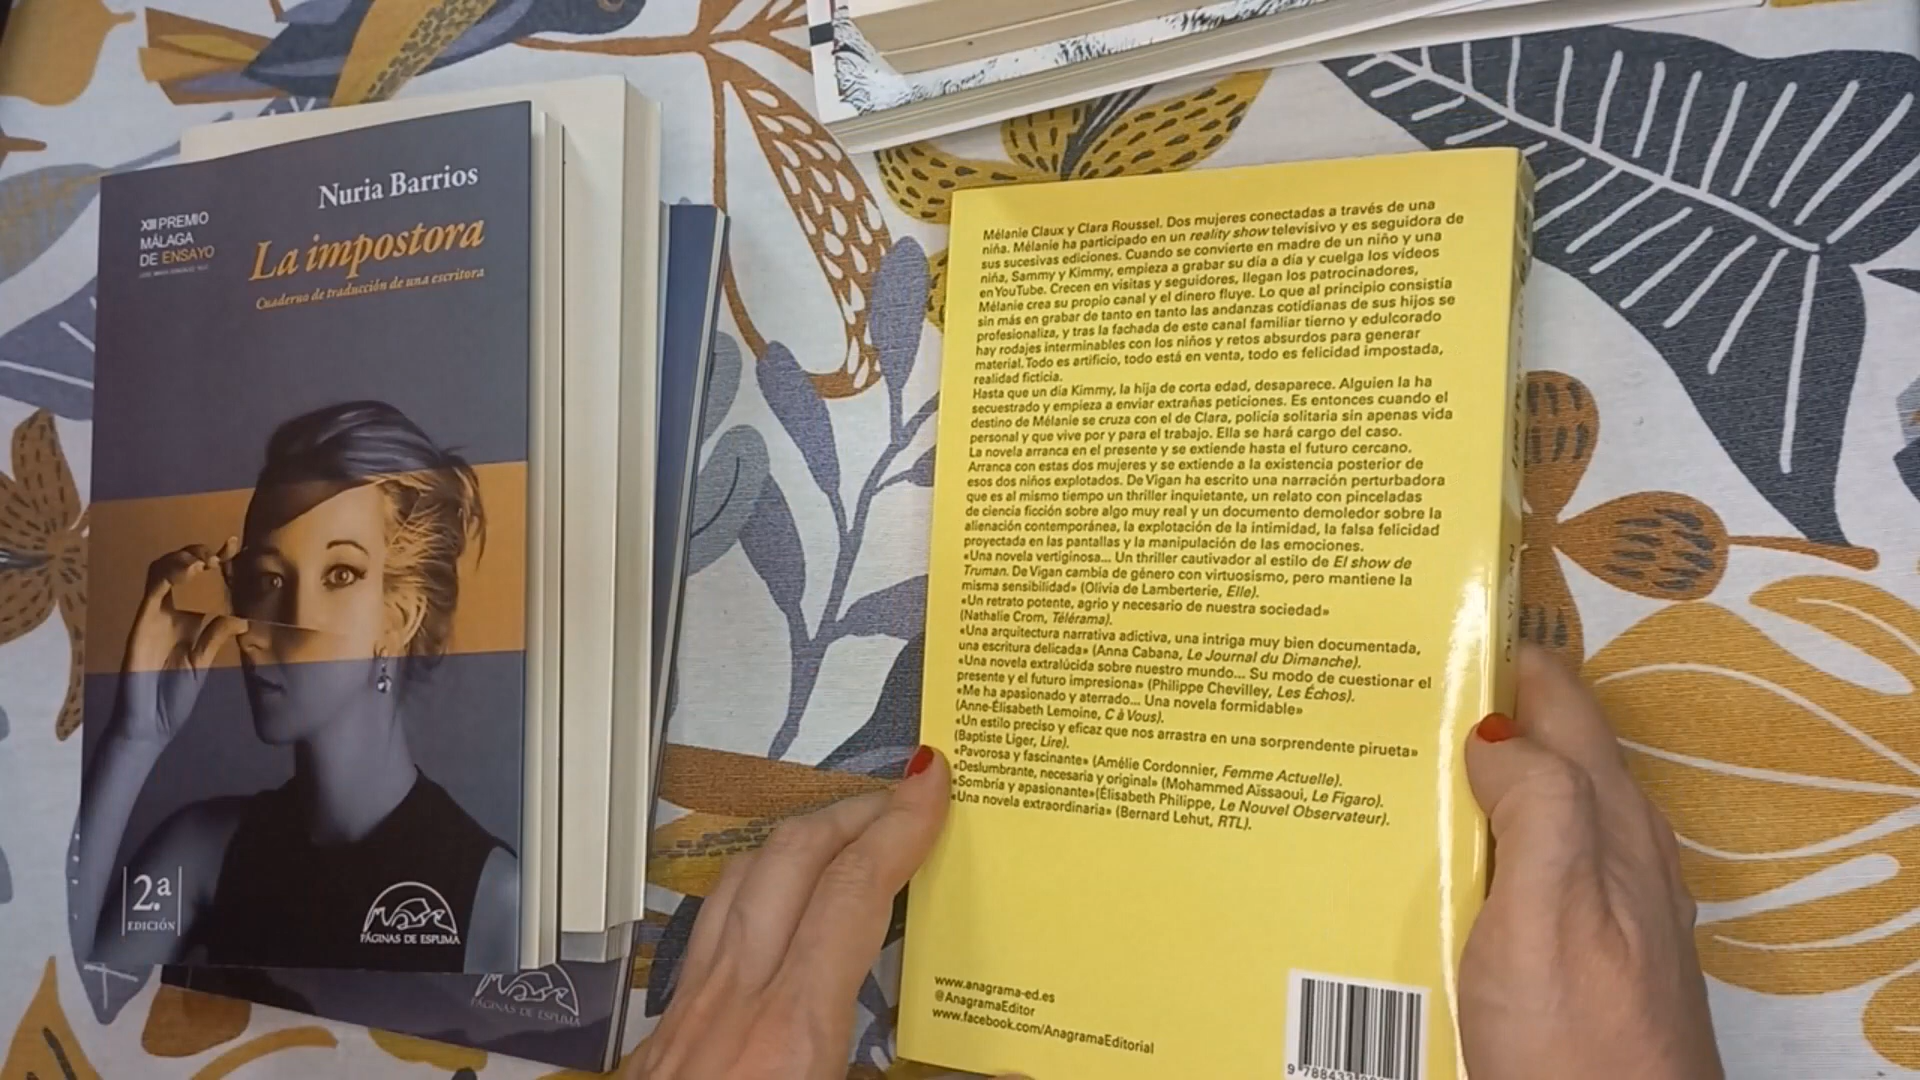 Nuria Barrios
XIII PREMIO
MÁLAGA
DE ENSAYO
La impostora
Cuaderno de traducción de una escritora
2.ª
EDICIÓN
PÁGINAS DE ESPUMA
PÁGINAS DE ESPUMA
Mélanie Claux y Clara Roussel. Dos mujeres conectadas a través de una
niña. Mélanie ha participado en un reality show televisivo y es seguidora de
sus sucesivas ediciones. Cuando se convierte en madre de un niño y una
niña, Sammy y Kimmy, empieza a grabar su día a día y cuelga los vídeos
en YouTube. Crecen en visitas y seguidores, llegan los patrocinadores,
Mélanie crea su propio canal y el dinero fluye. Lo que al principio consistía
sin más en grabar de tanto en tanto las andanzas cotidianas de sus hijos se
profesionaliza, y tras la fachada de este canal familiar tierno y edulcorado
hay rodajes interminables con los niños y retos absurdos para generar
material. Todo es artificio, todo está en venta, todo es felicidad impostada,
realidad ficticia.
Hasta que un día Kimmy, la hija de corta edad, desaparece. Alguien la ha
secuestrado y empieza a enviar extrañas peticiones. Es entonces cuando el
destino de Mélanie se cruza con el de Clara, policía solitaria sin apenas vida
personal y que vive por y para el trabajo. Ella se hará cargo del caso.
La novela arranca en el presente y se extiende hasta el futuro cercano.
Arranca con estas dos mujeres y se extiende a la existencia posterior de
esos dos niños explotados. De Vigan ha escrito una narración perturbadora
que es al mismo tiempo un thriller inquietante, un relato con pinceladas
de ciencia ficción sobre algo muy real y un documento demoledor sobre la
alienación contemporánea, la explotación de la intimidad, la falsa felicidad
proyectada en las pantallas y la manipulación de las emociones.
«Una novela vertiginosa... Un thriller cautivador al estilo de El show de
Truman. De Vigan cambia de género con virtuosismo, pero mantiene la
misma sensibilidad» (Olivia de Lamberterie, Elle).
«Un retrato potente, agrio y necesario de nuestra sociedad»
(Nathalie Crom, Télérama).
«Una arquitectura narrativa adictiva, una intriga muy bien documentada,
una escritura delicada» (Anna Cabana, Le Journal du Dimanche).
«Una novela extralúcida sobre nuestro mundo... Su modo de cuestionar el
presente y el futuro impresiona» (Philippe Chevilley, Les Échos).
«Me ha apasionado y aterrado... Una novela formidable»
(Anne-Élisabeth Lemoine, C à Vous).
«Un estilo preciso y eficaz que nos arrastra en una sorprendente pirueta»
(Baptiste Liger, Lire).
«Pavorosa y fascinante» (Amélie Cordonnier, Femme Actuelle).
«Deslumbrante, necesaria y original» (Mohammed Aïssaoui, Le Figaro).
«Sombría y apasionante»(Élisabeth Philippe, Le Nouvel Observateur).
«Una novela extraordinaria» (Bernard Lehut, RTL).
www.anagrama-ed.es
@AnagramaEditor
www.facebook.com/AnagramaEditorial
DE VIGAN